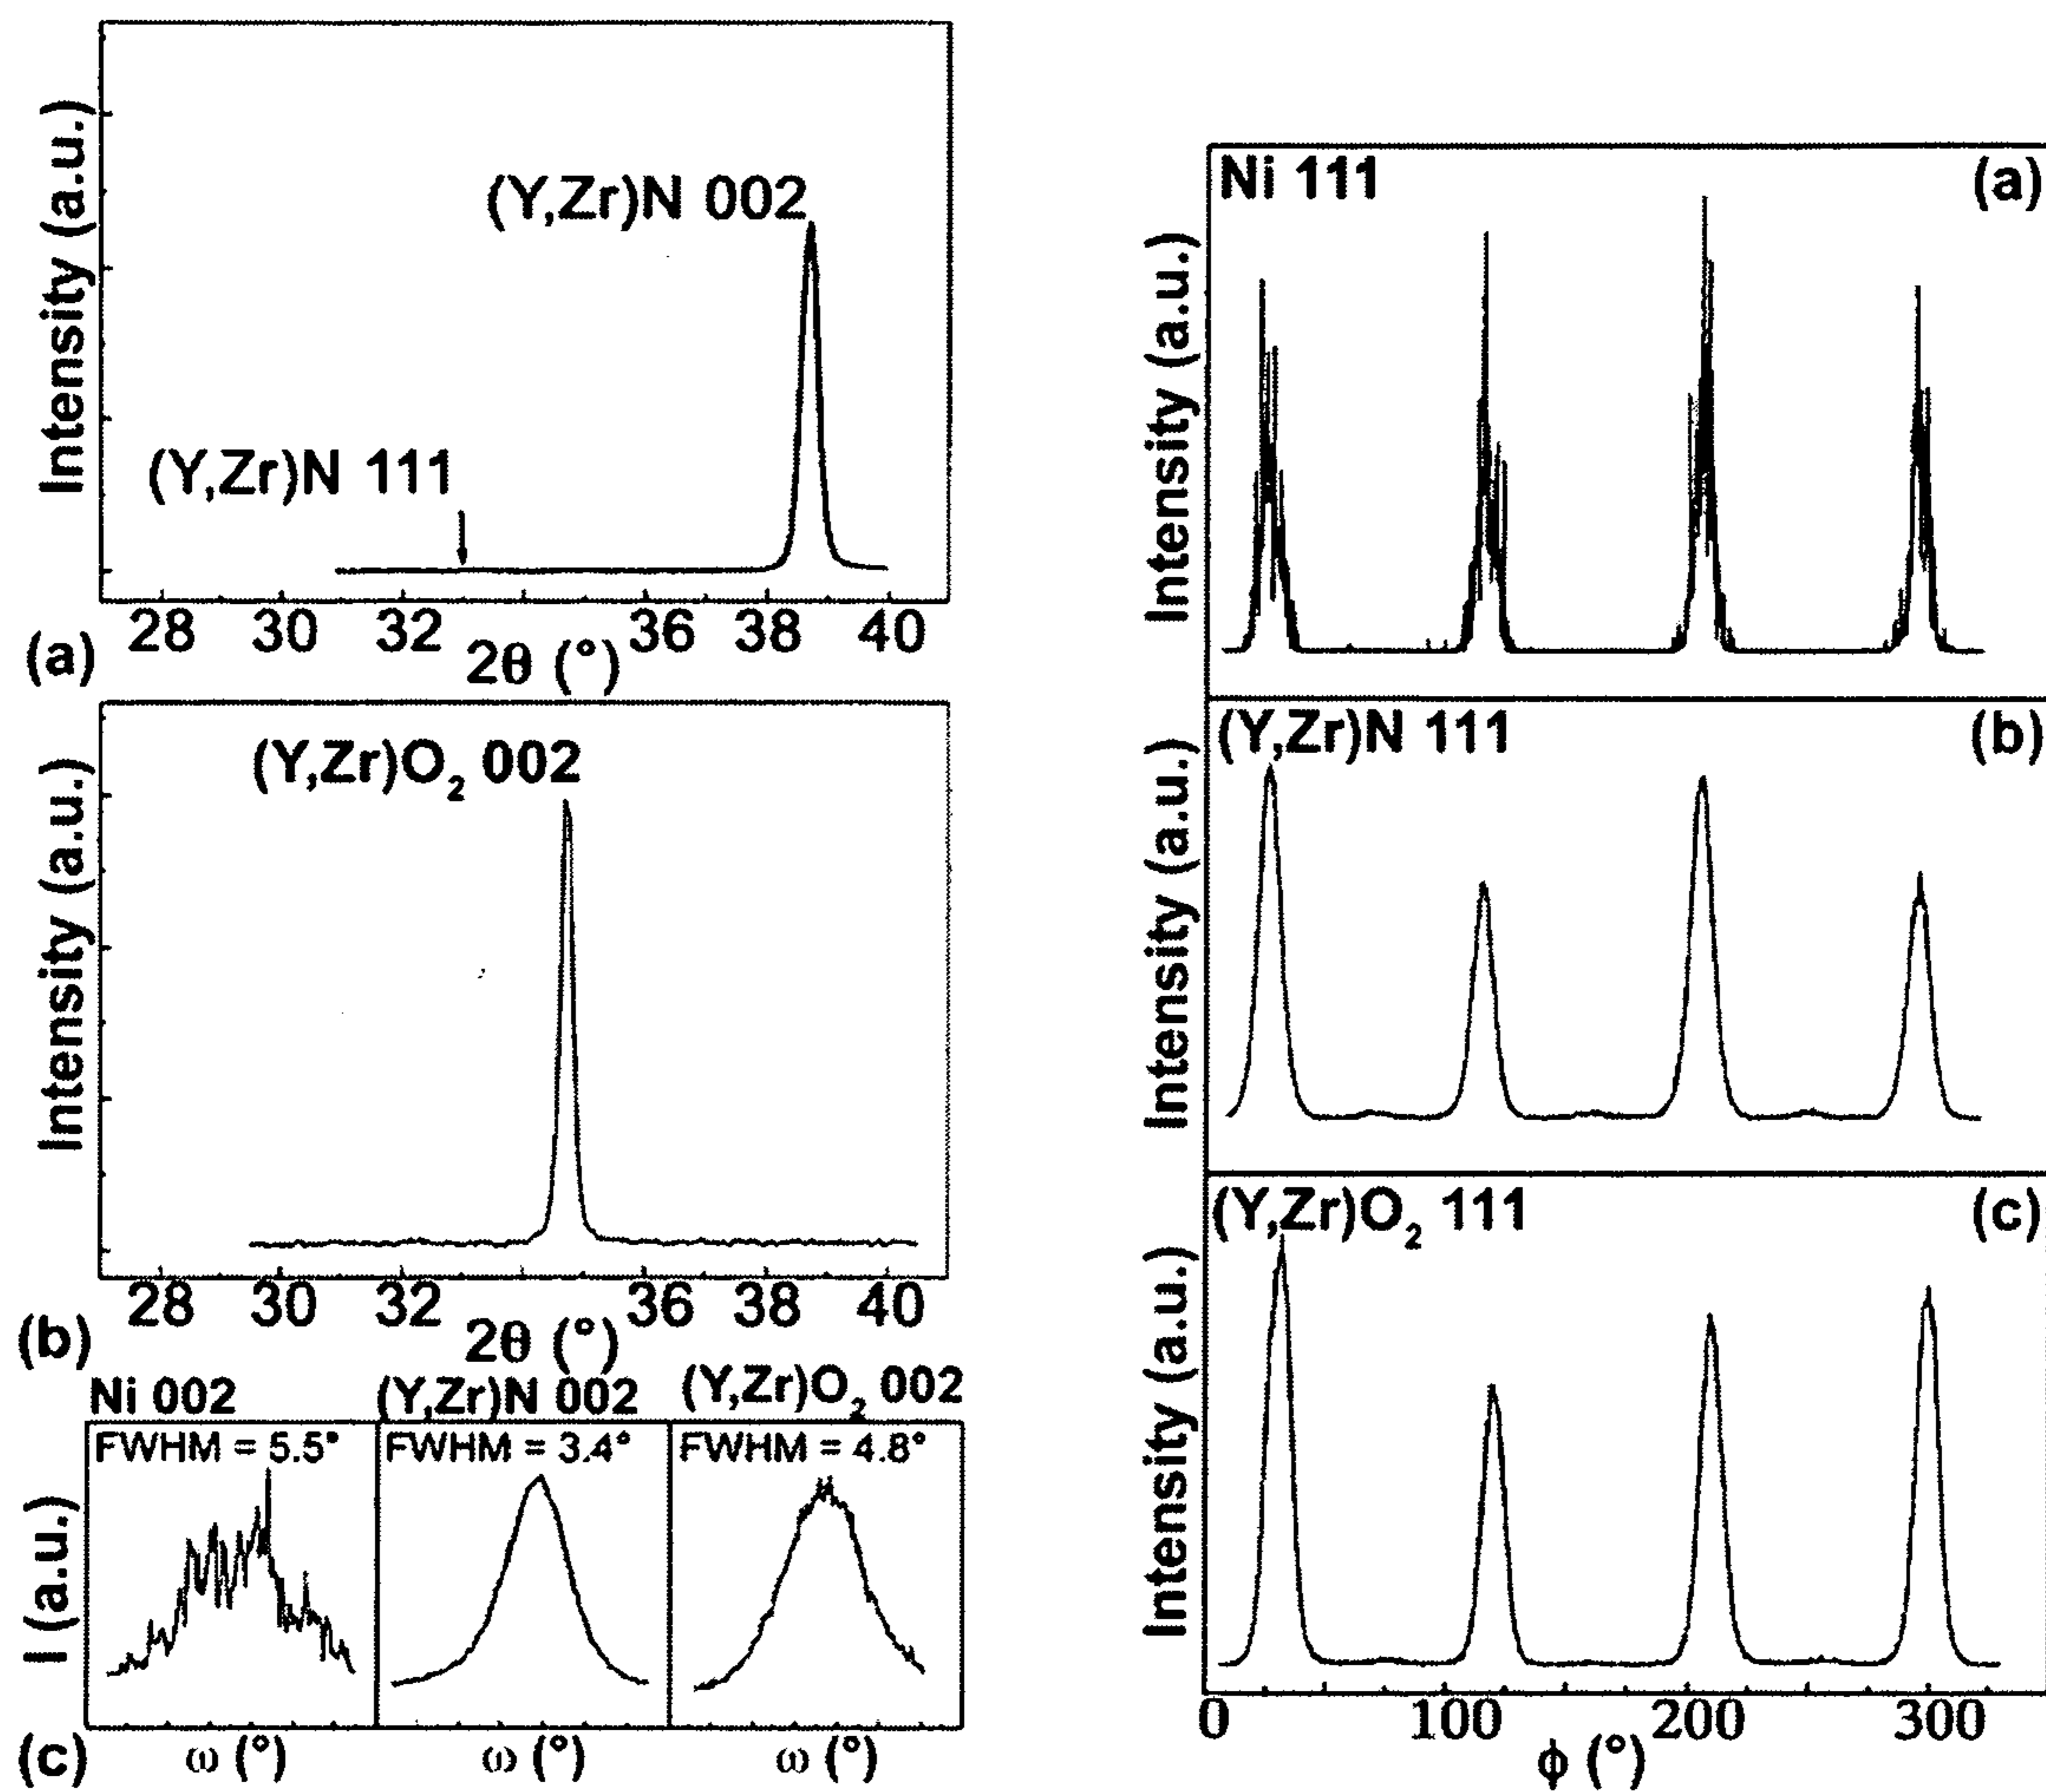 Intensity (a.u.)
(Y,Zr)N 002
(Y,Zr)N 111
28 30 32 36 38 40
(a) 2θ (°)
Intensity (a.u.)
(Y,Zr)O₂ 002
28 30 32 36 38 40
(b) 2θ (°)
Ni 002 (Y,Zr)N 002 (Y,Zr)O₂ 002
FWHM = 5.5° FWHM = 3.4° FWHM = 4.8°
I (a.u.)
(c) ω (°) ω (°) ω (°)
Ni 111 (a)
Intensity (a.u.)
(Y,Zr)N 111 (b)
Intensity (a.u.)
(Y,Zr)O₂ 111 (c)
Intensity (a.u.)
0 100 200 300
ϕ (°)